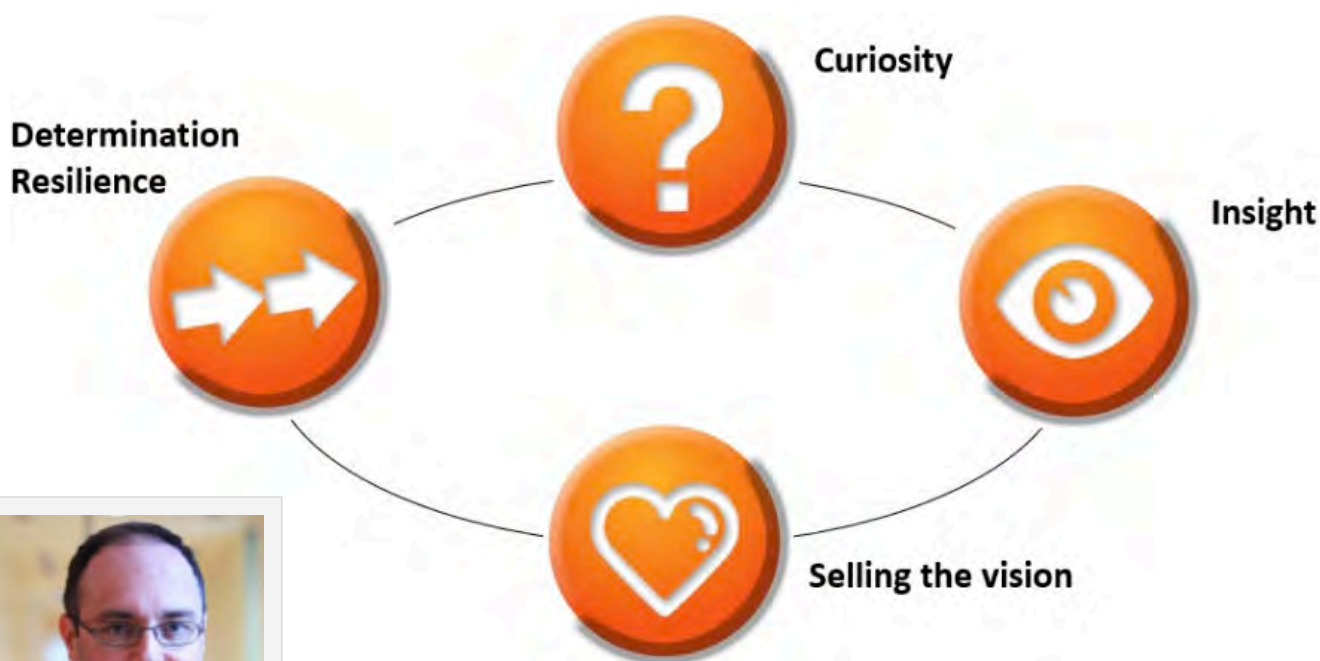 Curiosity
Determination
Resilience
Insight
Selling the vision